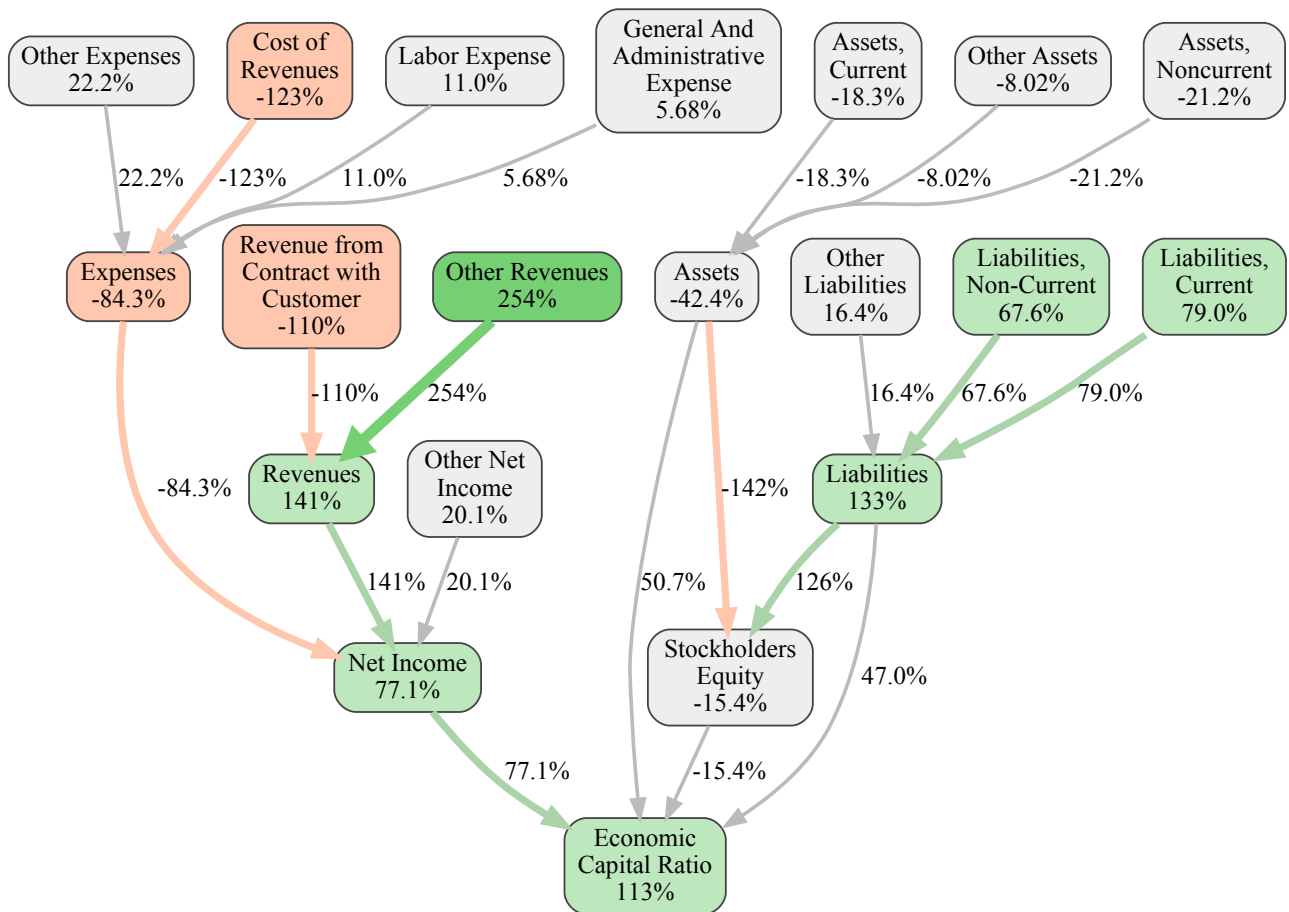 Other Expenses
22.2%
Cost of
Revenues
-123%
Labor Expense
11.0%
General And
Administrative
Expense
5.68%
Assets,
Current
-18.3%
Other Assets
-8.02%
Assets,
Noncurrent
-21.2%
22.2%
-123%
11.0%
5.68%
-18.3%
-8.02%
-21.2%
Expenses
-84.3%
Revenue from
Contract with
Customer
-110%
Other Revenues
254%
Assets
-42.4%
Other
Liabilities
16.4%
Liabilities,
Non-Current
67.6%
Liabilities,
Current
79.0%
-110%
254%
16.4%
67.6%
79.0%
-84.3%
Revenues
141%
Other Net
Income
20.1%
-142%
Liabilities
133%
141%
20.1%
50.7%
126%
47.0%
Net Income
77.1%
Stockholders
Equity
-15.4%
77.1%
-15.4%
Economic
Capital Ratio
113%